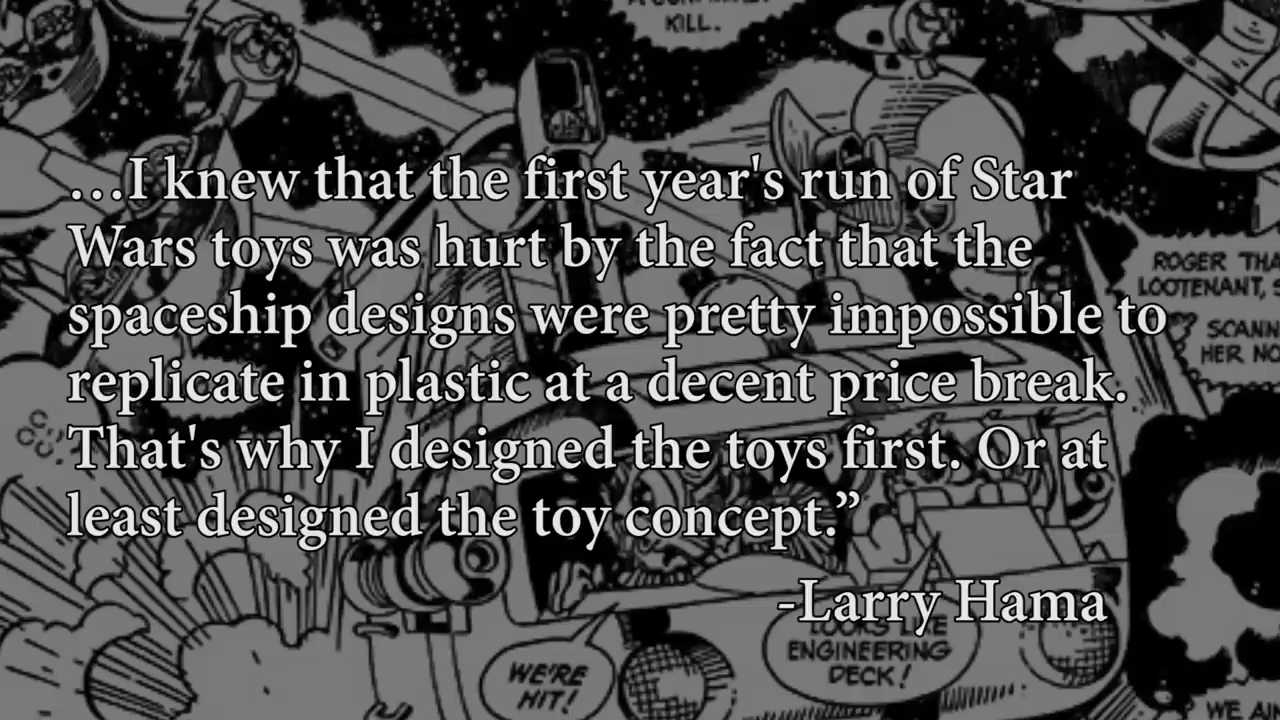 KILL.
…I knew that the first year's run of Star
Wars toys was hurt by the fact that the
spaceship designs were pretty impossible to
replicate in plastic at a decent price break.
That's why I designed the toys first. Or at
least designed the toy concept.”
-Larry Hama
ROGER
LOOTENANT,
HER
LOOKS LIKE
ENGINEERING
DECK!
WE'RE
HIT!
WE